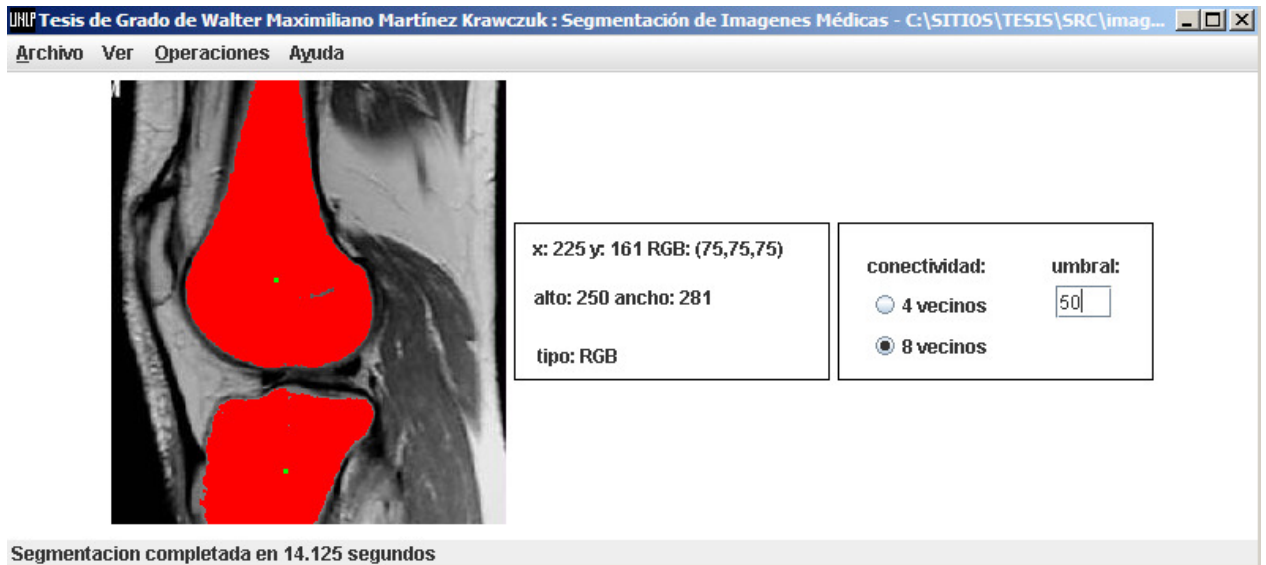 UNLP Tesis de Grado de Walter Maximiliano Martínez Krawczuk : Segmentación de Imagenes Médicas - C:\SITIOS\TESIS\SRC\imag...
Archivo Ver Operaciones Ayuda
x: 225 y: 161 RGB: (75,75,75)
alto: 250 ancho: 281
tipo: RGB
conectividad: umbral:
4 vecinos 50
8 vecinos
Segmentacion completada en 14.125 segundos